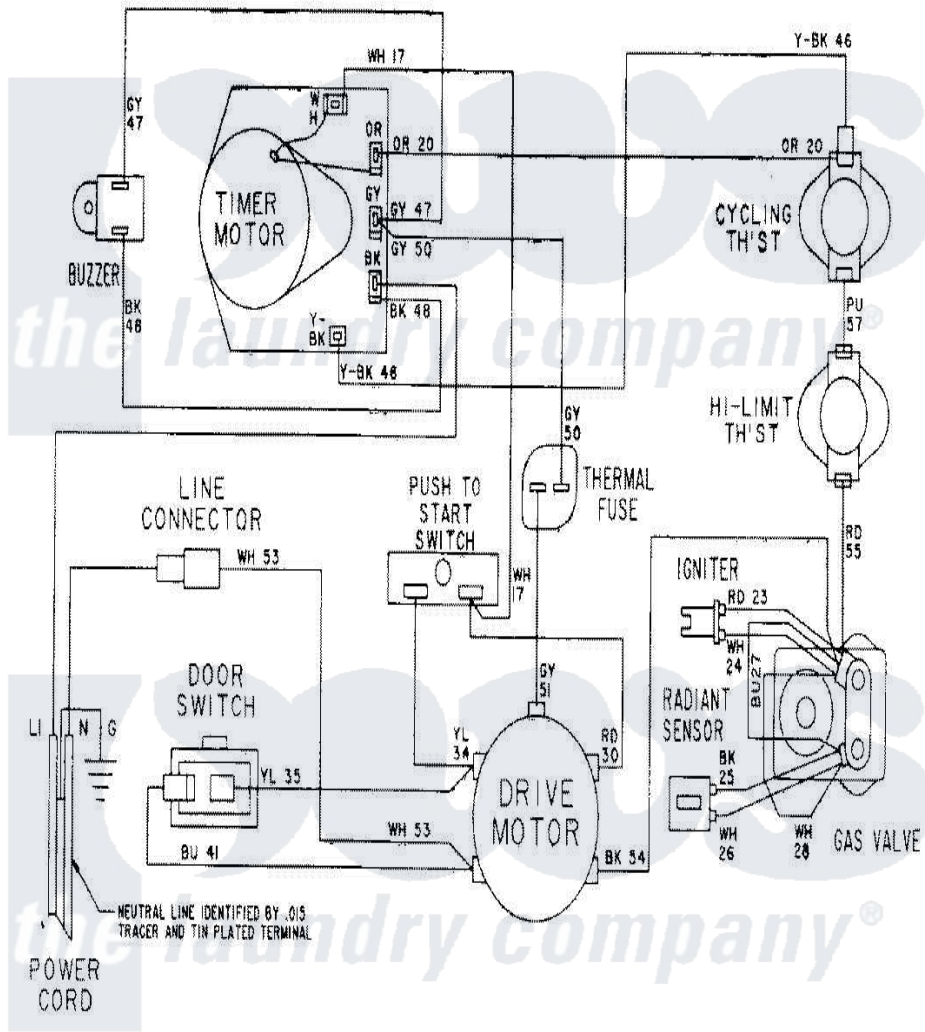 Y-BK 46
WH 17
GY
47
W
H
OR
OR 20
OR 20
TIMER
MOTOR
GY
GY 47
GY 50
CYCLING
TH'ST
BUZZER
BK
BK 48
BK
48
Y-
BK
Y-BK 46
PU
57
the laundry company®
HI-LIMIT
TH'ST
GY
50
THERMAL
FUSE
LINE
CONNECTOR
PUSH TO
START
SWITCH
WH 53
WH
17
RD
55
IGNITER
RD 23
WH
24
BU 27
DOOR
SWITCH
GY
51
RADIANT
SENSOR
L1
N
G
YL
34
RD
30
YL 35
BK
25
DRIVE
MOTOR
WH 53
WH
26
WH
28
GAS VALVE
BU 41
BK 54
NEUTRAL LINE IDENTIFIED BY .015
TRACER AND TIN PLATED TERMINAL
the laundry company®
POWER
CORD